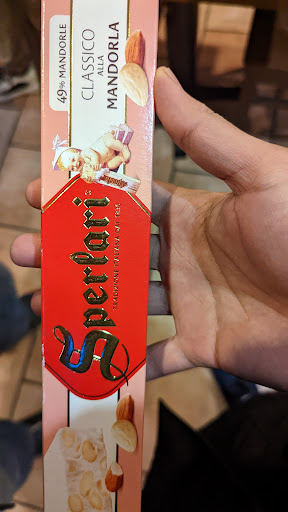 49% MANDORLE
CLASSICO
ALLA
MANDORLA
Sperlari